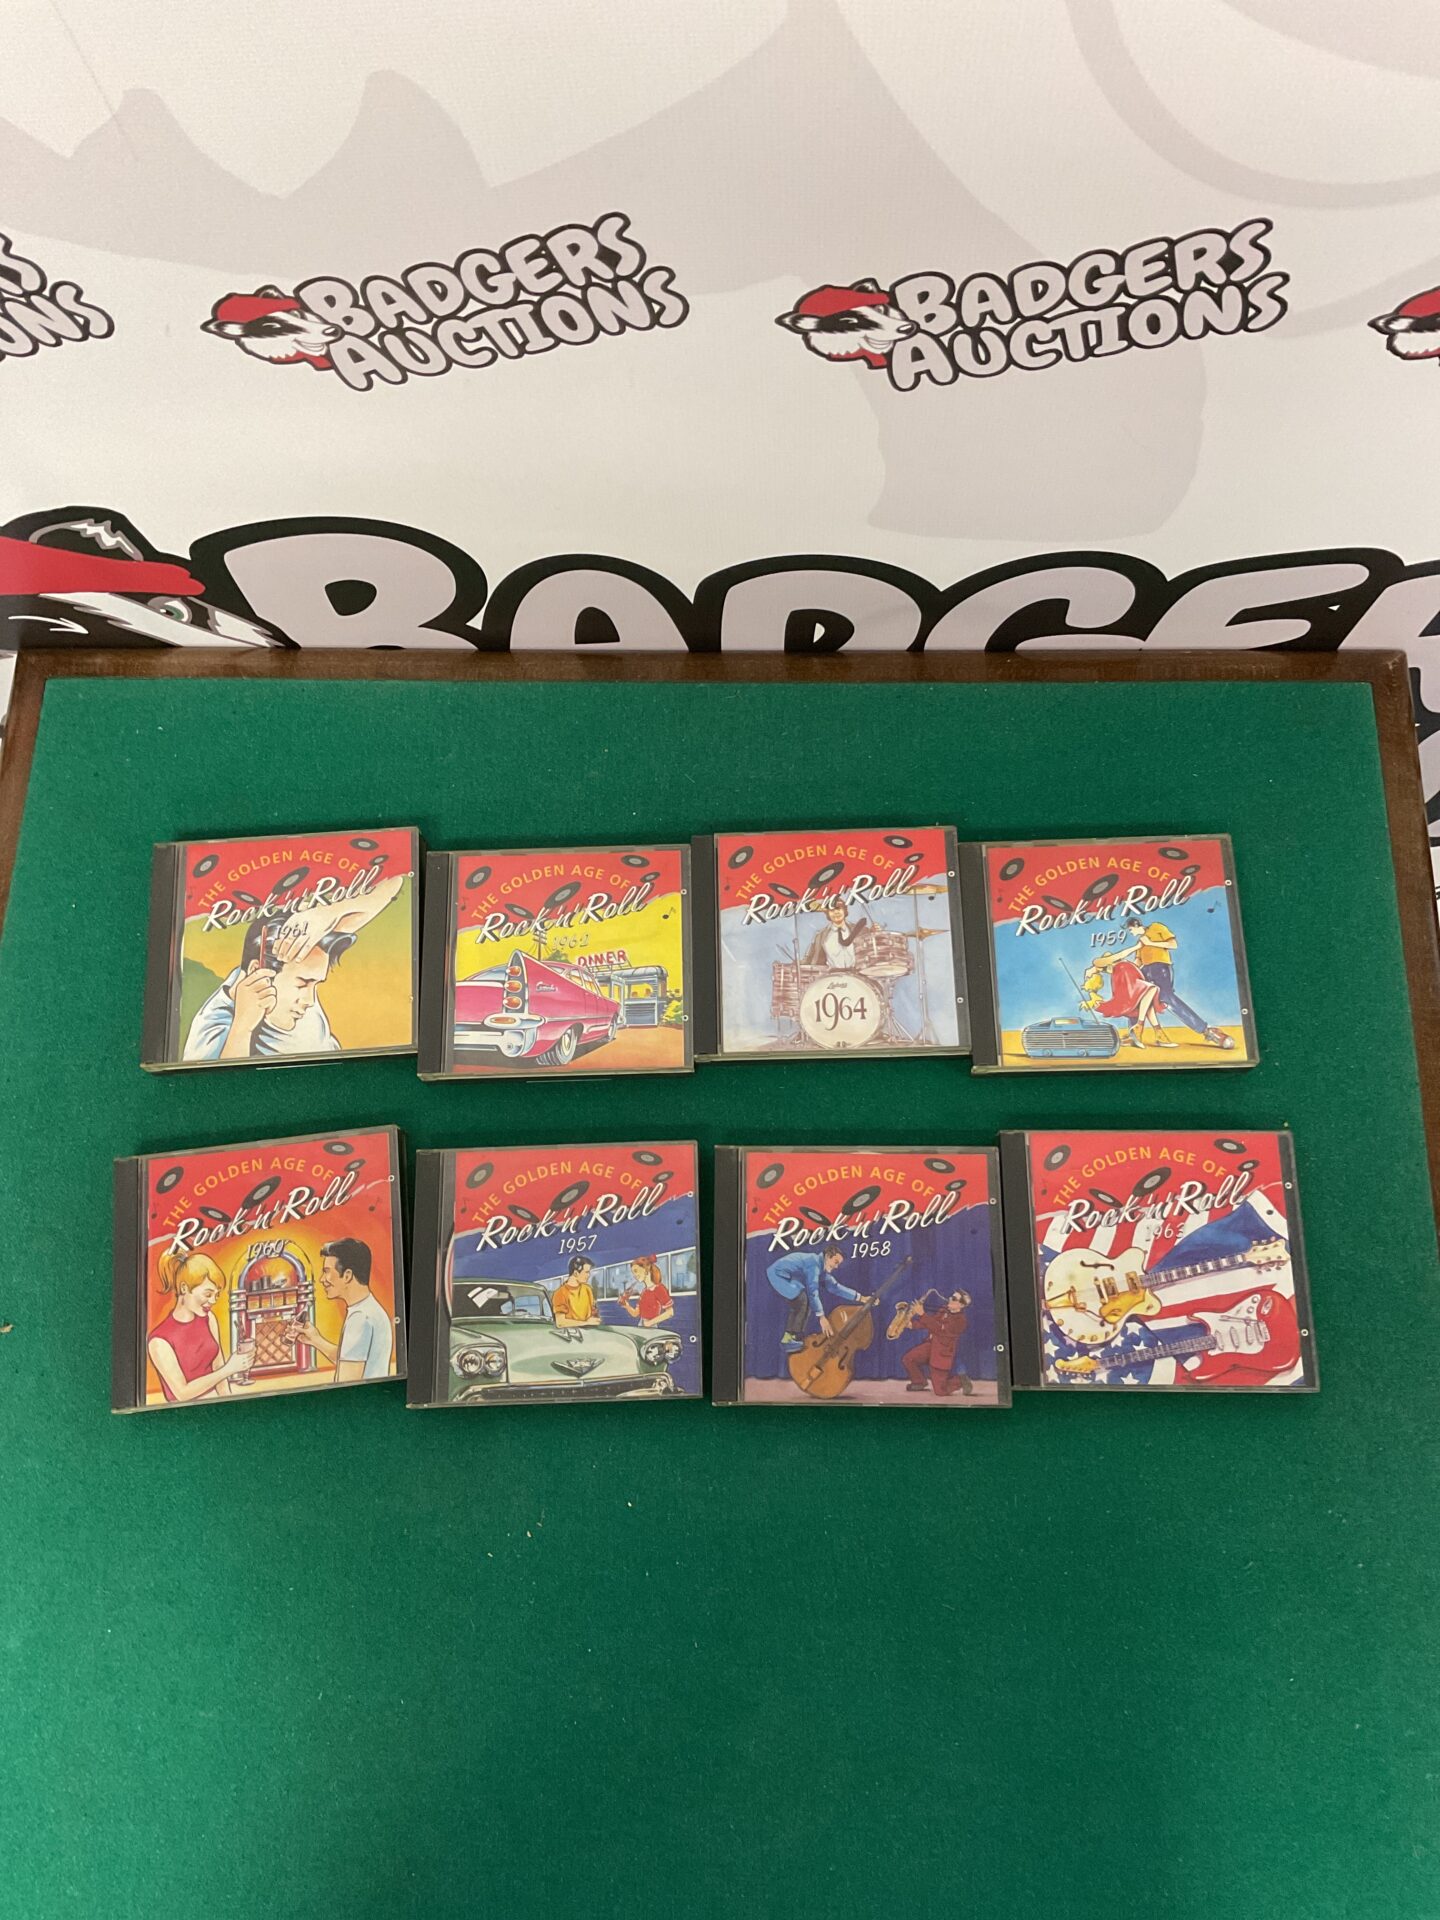 BADGERS
AUCTIONS
BADGERS
AUCTIONS
THE GOLDEN AGE OF
Rock 'n' Roll
1961
THE GOLDEN AGE OF
Rock 'n' Roll
1962
DINER
THE GOLDEN AGE OF
Rock 'n' Roll
Ludwig
1964
THE GOLDEN AGE OF
Rock 'n' Roll
1959
THE GOLDEN AGE OF
Rock 'n' Roll
1960
THE GOLDEN AGE OF
Rock 'n' Roll
1957
THE GOLDEN AGE OF
Rock 'n' Roll
1958
THE GOLDEN AGE OF
Rock 'n' Roll
1963